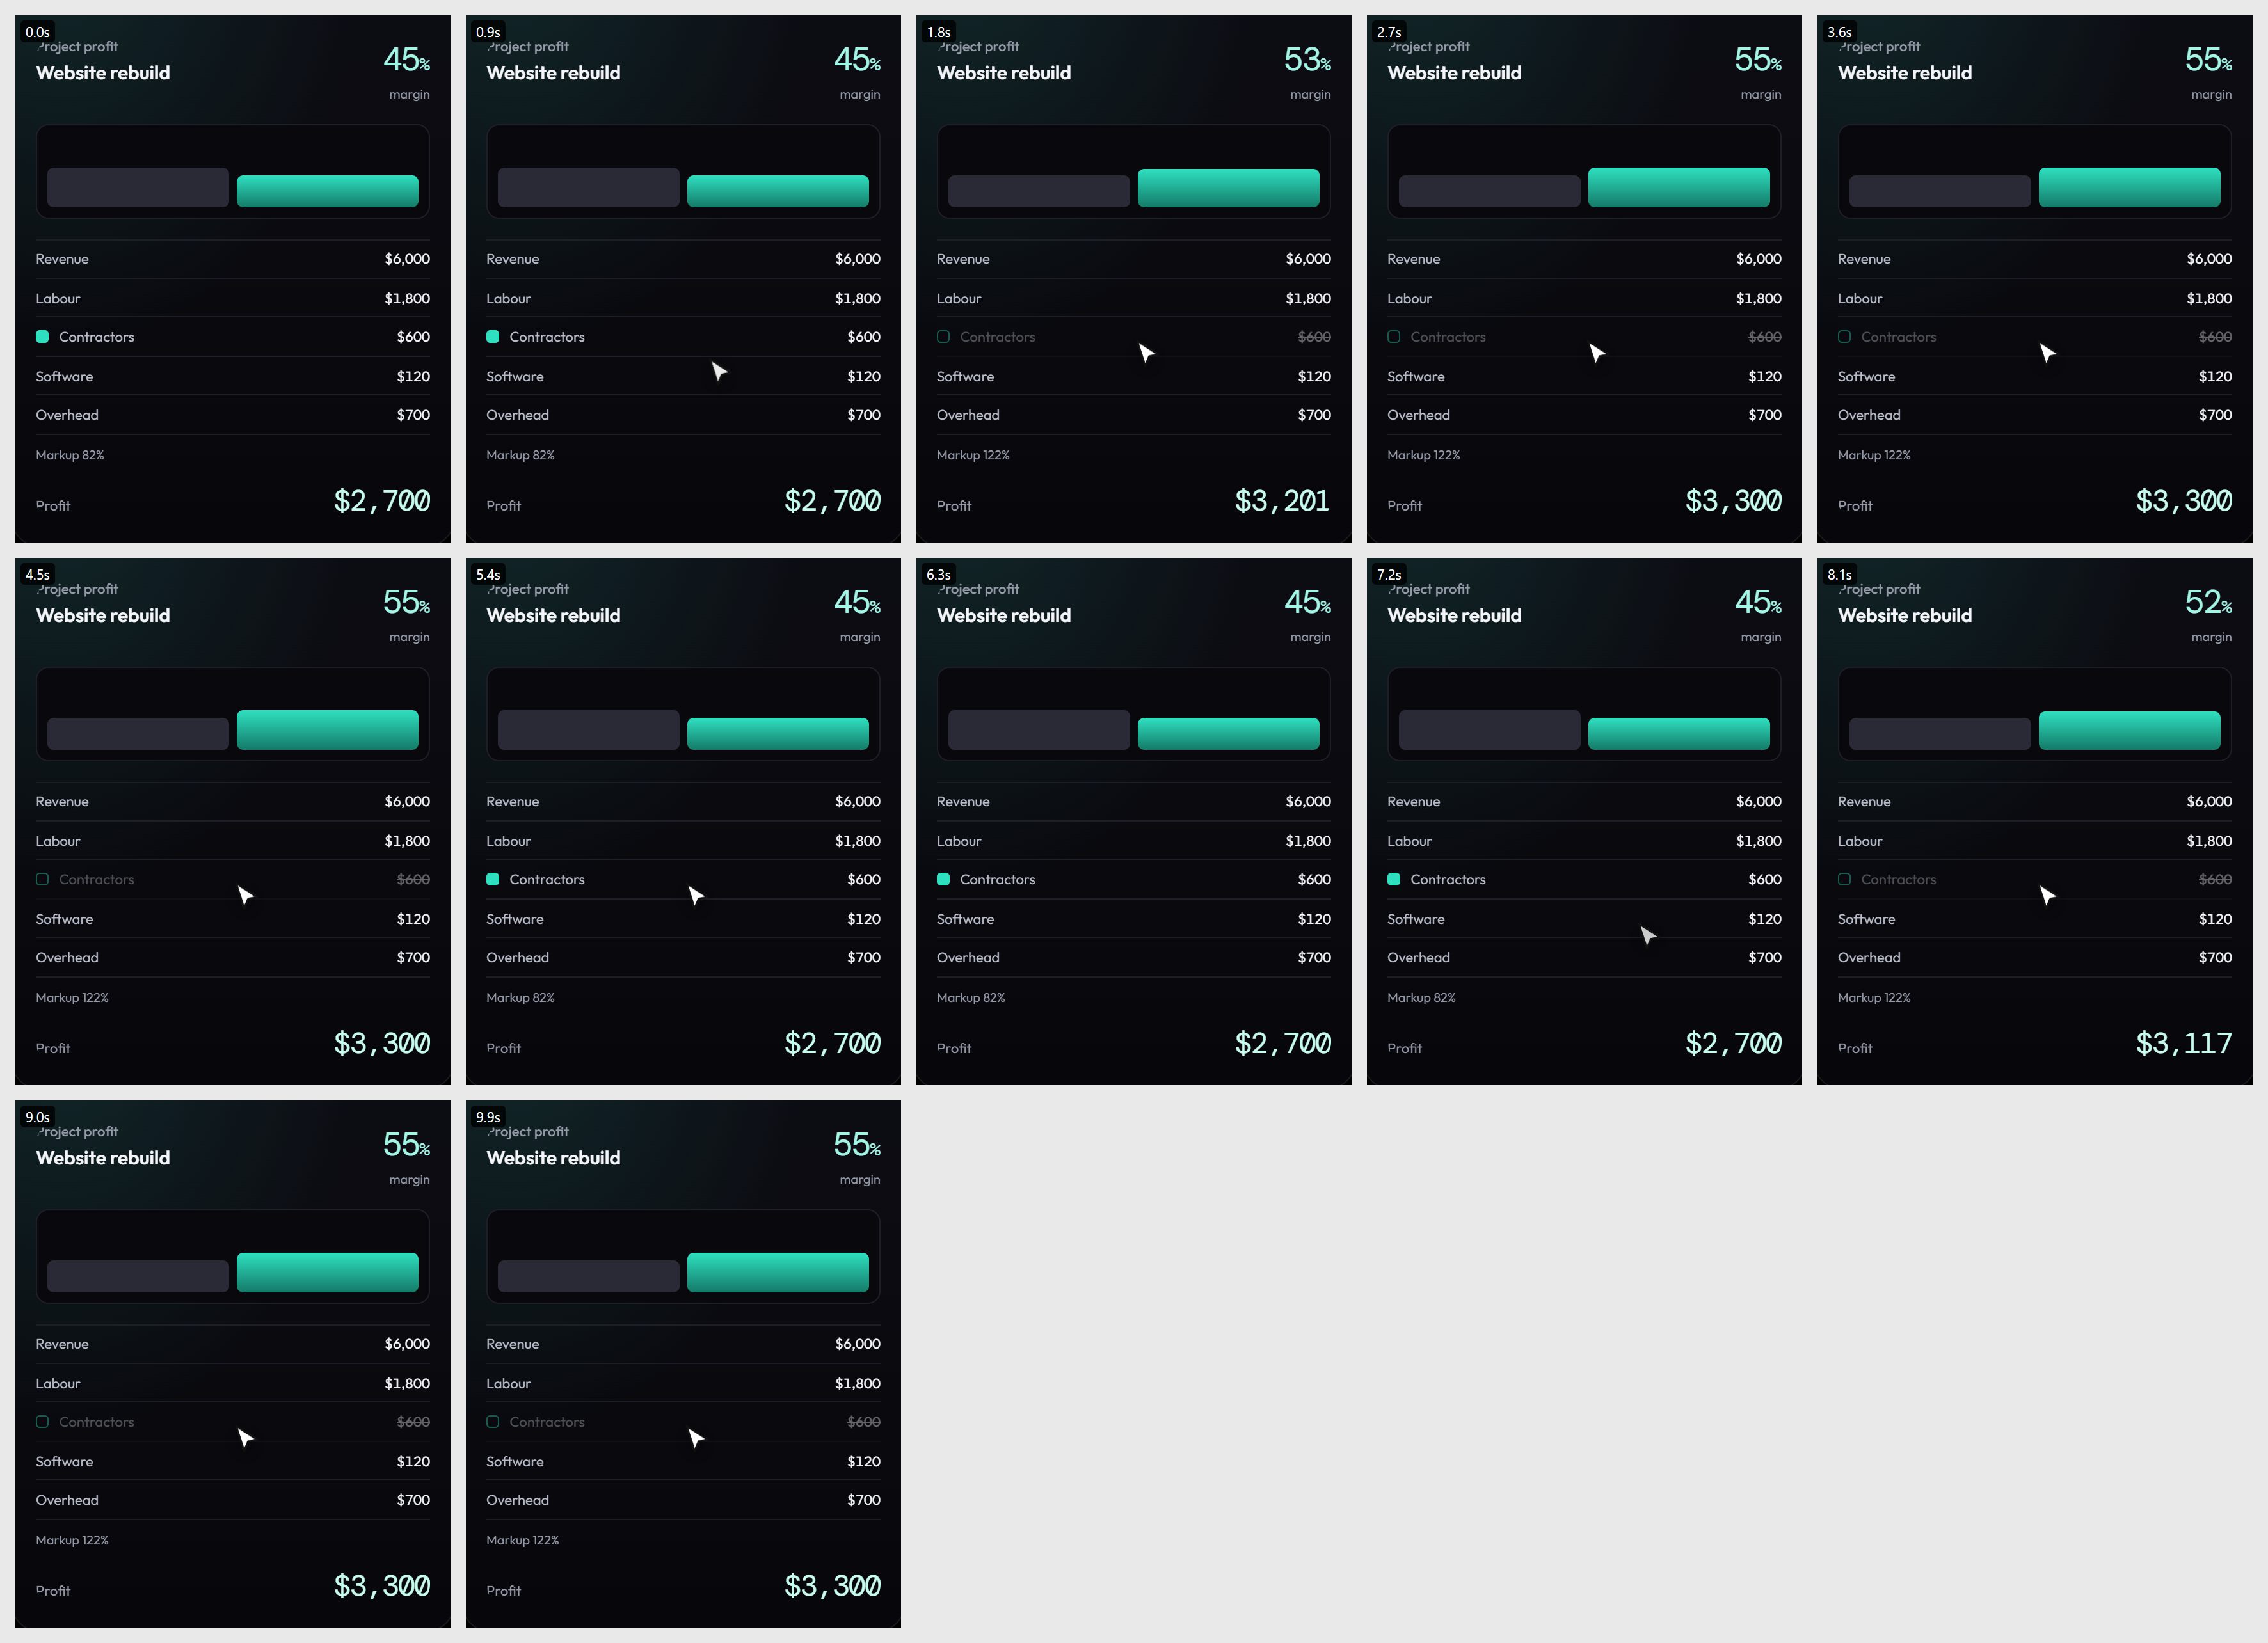 0.0s
Project profit
Website rebuild
45%
margin
Revenue $6,000
Labour $1,800
Contractors $600
Software $120
Overhead $700
Markup 82%
Profit $2,700
0.9s
Project profit
Website rebuild
45%
margin
Revenue $6,000
Labour $1,800
Contractors $600
Software $120
Overhead $700
Markup 82%
Profit $2,700
1.8s
Project profit
Website rebuild
53%
margin
Revenue $6,000
Labour $1,800
Contractors $600
Software $120
Overhead $700
Markup 122%
Profit $3,201
2.7s
Project profit
Website rebuild
55%
margin
Revenue $6,000
Labour $1,800
Contractors $600
Software $120
Overhead $700
Markup 122%
Profit $3,300
3.6s
Project profit
Website rebuild
55%
margin
Revenue $6,000
Labour $1,800
Contractors $600
Software $120
Overhead $700
Markup 122%
Profit $3,300
4.5s
Project profit
Website rebuild
55%
margin
Revenue $6,000
Labour $1,800
Contractors $600
Software $120
Overhead $700
Markup 122%
Profit $3,300
5.4s
Project profit
Website rebuild
45%
margin
Revenue $6,000
Labour $1,800
Contractors $600
Software $120
Overhead $700
Markup 82%
Profit $2,700
6.3s
Project profit
Website rebuild
45%
margin
Revenue $6,000
Labour $1,800
Contractors $600
Software $120
Overhead $700
Markup 82%
Profit $2,700
7.2s
Project profit
Website rebuild
45%
margin
Revenue $6,000
Labour $1,800
Contractors $600
Software $120
Overhead $700
Markup 82%
Profit $2,700
8.1s
Project profit
Website rebuild
52%
margin
Revenue $6,000
Labour $1,800
Contractors $600
Software $120
Overhead $700
Markup 122%
Profit $3,117
9.0s
Project profit
Website rebuild
55%
margin
Revenue $6,000
Labour $1,800
Contractors $600
Software $120
Overhead $700
Markup 122%
Profit $3,300
9.9s
Project profit
Website rebuild
55%
margin
Revenue $6,000
Labour $1,800
Contractors $600
Software $120
Overhead $700
Markup 122%
Profit $3,300